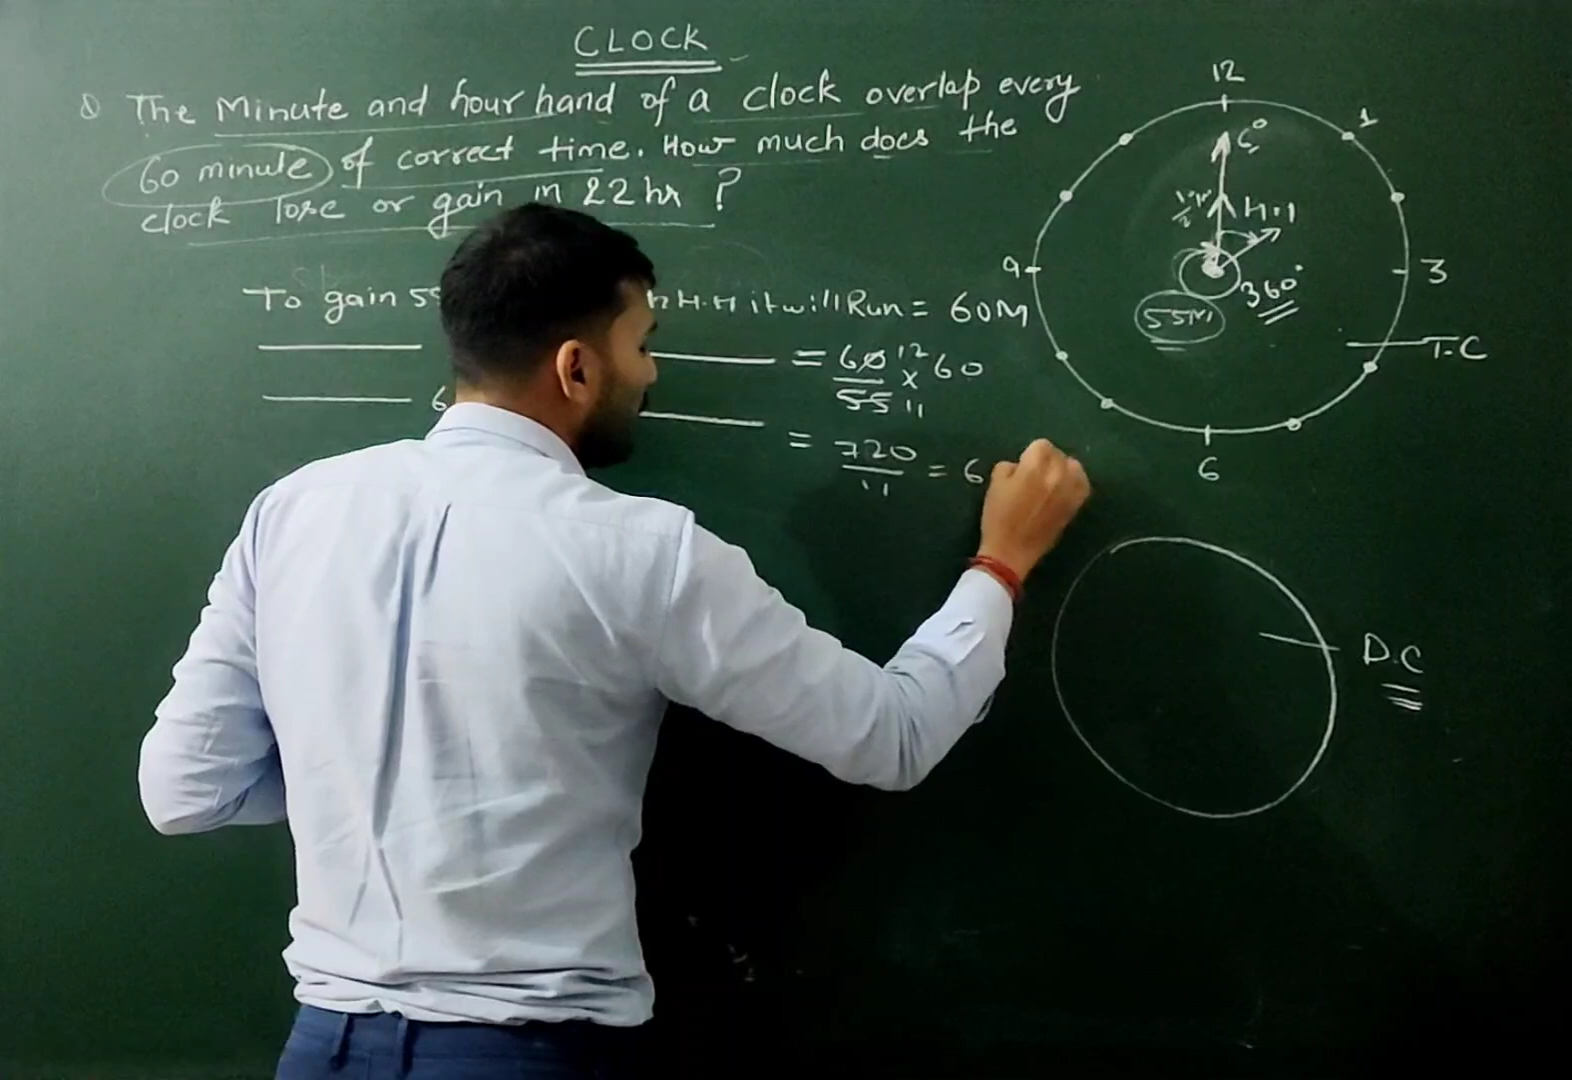 CLOCK
Q The Minute and hour hand of a clock overlap every
60 minute of correct time. How much does the
clock lose or gain in 22 hr ?
To gain 55 H.H it will Run = 60M
= 60/55 12/11 x 60
6
= 720/11 = 6
12
1
3
6
9
6°
1/2°
360°
55M
T.C
D.C